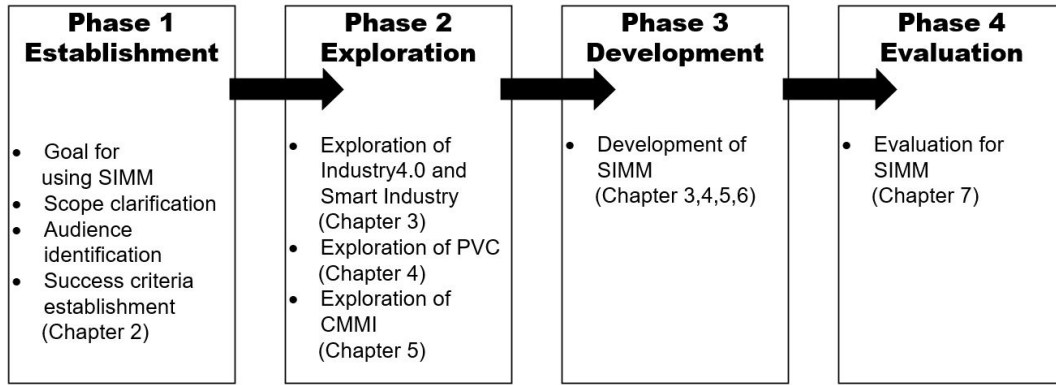 Phase 1
Establishment
• Goal for
using SIMM
• Scope clarification
• Audience
identification
• Success criteria
establishment
(Chapter 2)
Phase 2
Exploration
• Exploration of
Industry4.0 and
Smart Industry
(Chapter 3)
• Exploration of PVC
(Chapter 4)
• Exploration of
CMMI
(Chapter 5)
Phase 3
Development
• Development of
SIMM
(Chapter 3,4,5,6)
Phase 4
Evaluation
• Evaluation for
SIMM
(Chapter 7)